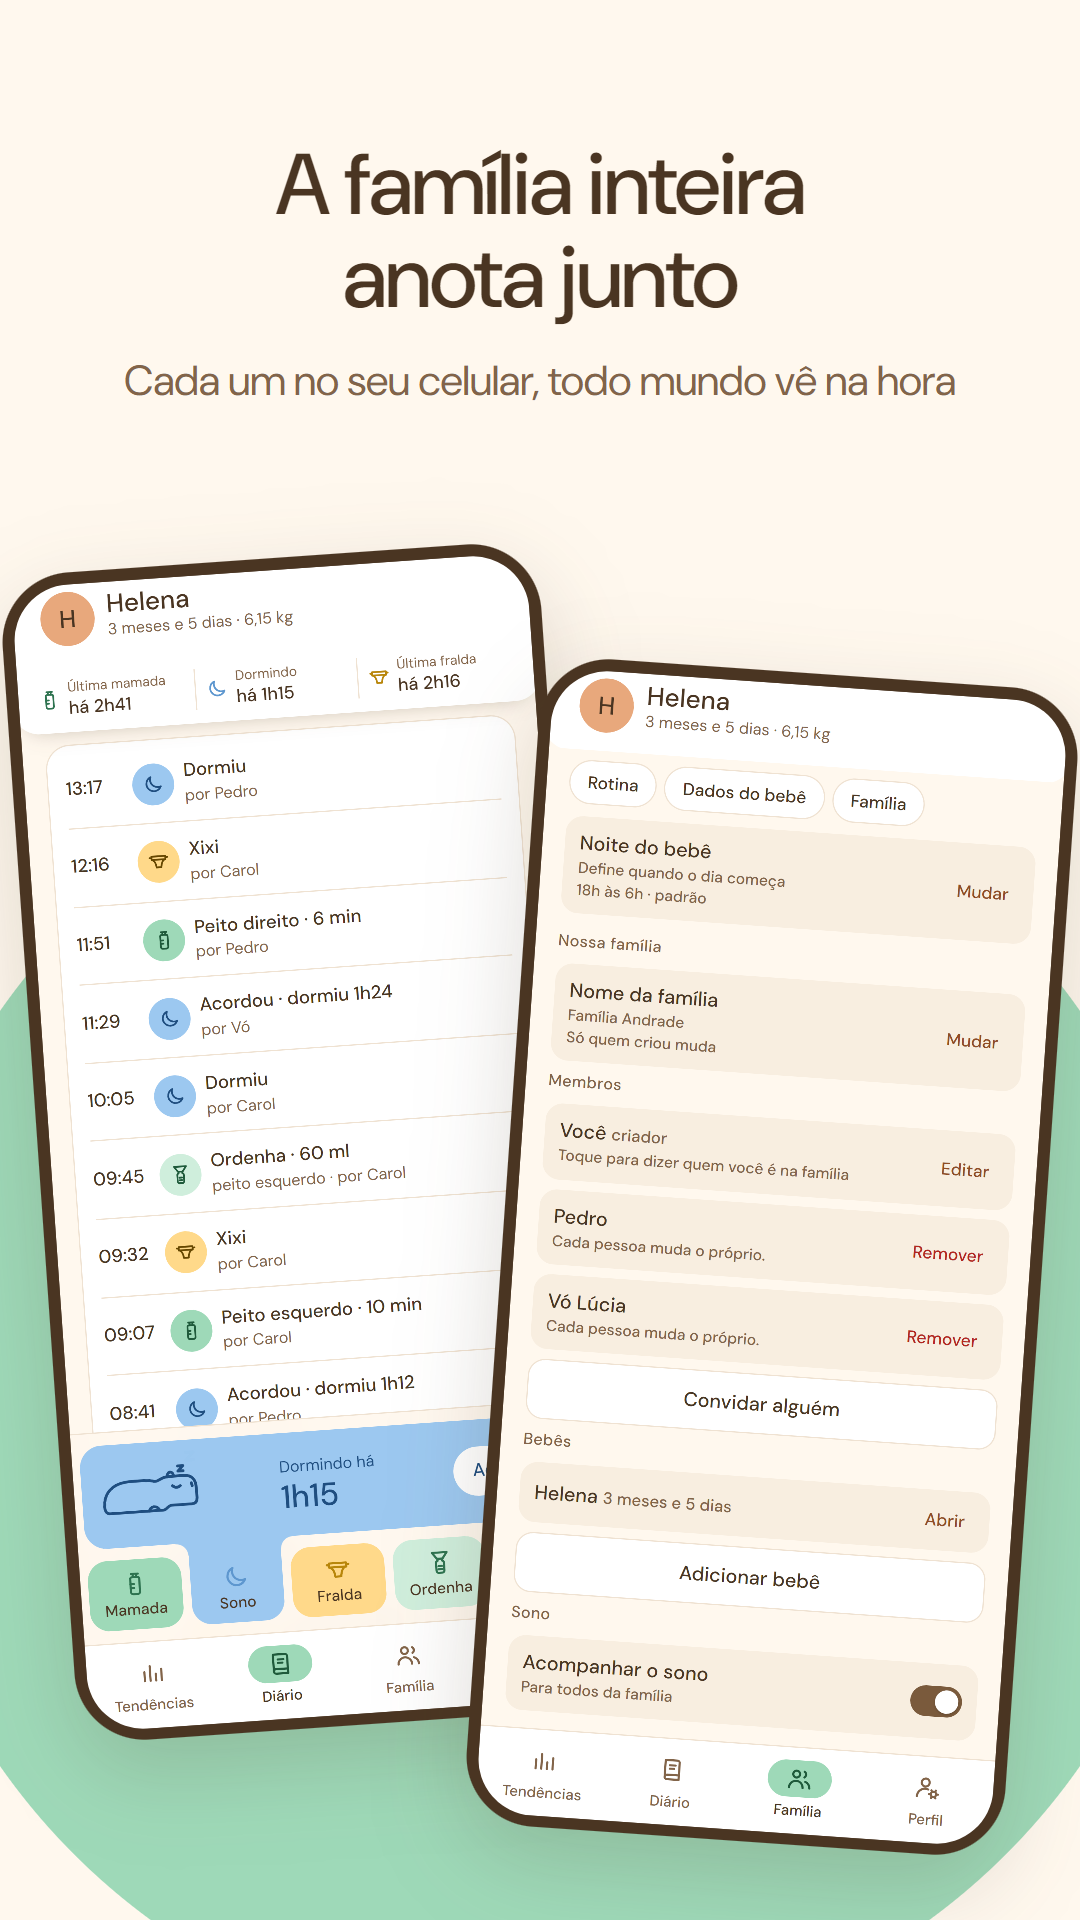 A família inteira
anota junto
Cada um no seu celular, todo mundo vê na hora
H
Helena
3 meses e 5 dias · 6,15 kg
Última mamada
há 2h41
Dormindo
há 1h15
Última fralda
há 2h16
13:17
Dormiu
por Pedro
12:16
Xixi
por Carol
11:51
Peito direito · 6 min
por Pedro
11:29
Acordou · dormiu 1h24
por Vó
10:05
Dormiu
por Carol
09:45
Ordenha · 60 ml
peito esquerdo · por Carol
09:32
Xixi
por Carol
09:07
Peito esquerdo · 10 min
por Carol
08:41
Acordou · dormiu 1h12
por Pedro
Dormindo há
1h15
Mamada
Sono
Fralda
Ordenha
Tendências
Diário
Família
H
Helena
3 meses e 5 dias · 6,15 kg
Rotina
Dados do bebê
Família
Noite do bebê
Define quando o dia começa
18h às 6h · padrão
Mudar
Nossa família
Nome da família
Família Andrade
Só quem criou muda
Mudar
Membros
Você criador
Toque para dizer quem você é na família
Editar
Pedro
Cada pessoa muda o próprio.
Remover
Vó Lúcia
Cada pessoa muda o próprio.
Remover
Convidar alguém
Bebês
Helena 3 meses e 5 dias
Abrir
Adicionar bebê
Sono
Acompanhar o sono
Para todos da família
Tendências
Diário
Família
Perfil